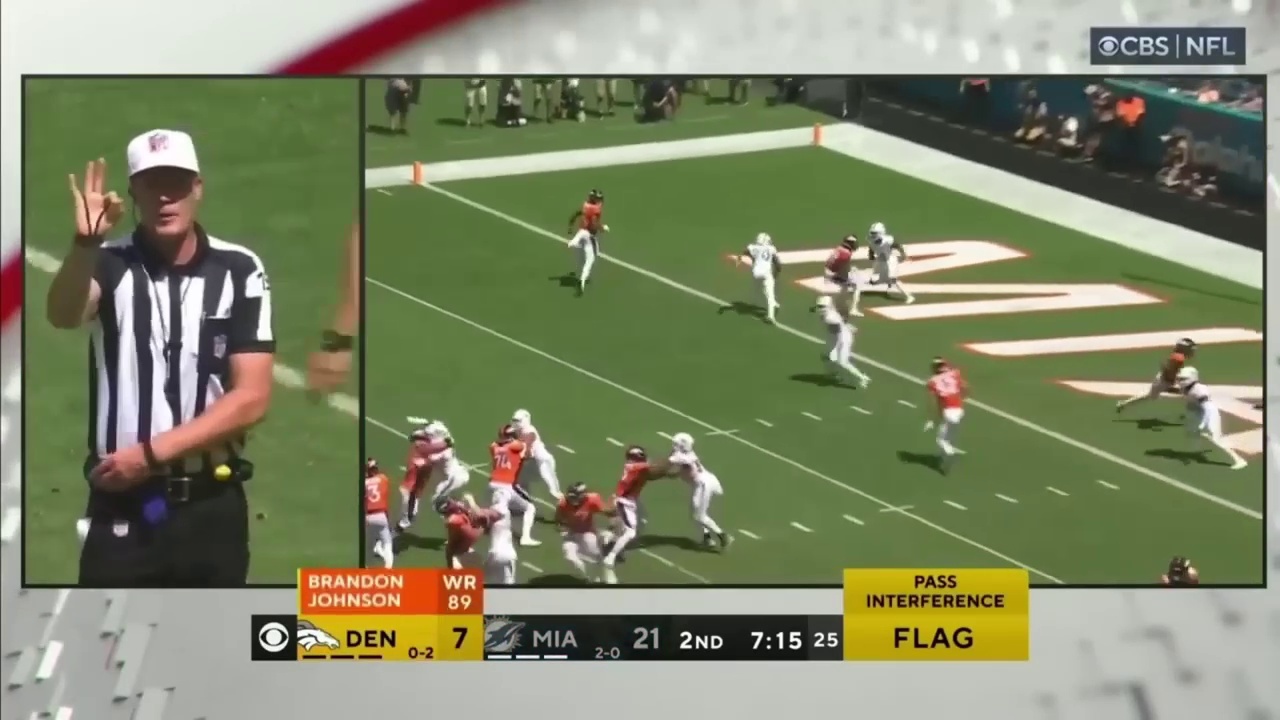 CBS | NFL
BRANDON WR
JOHNSON 89
PASS
INTERFERENCE
DEN 0-2 7 MIA 2-0 21 2ND 7:15 25 FLAG